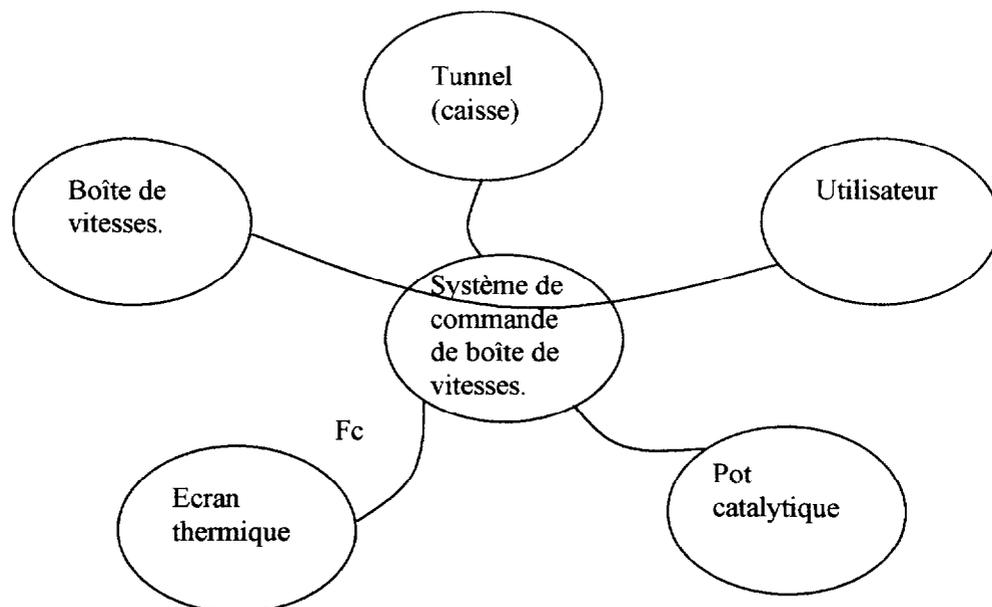 Tunnel
(caisse)
Boîte de
vitesses.
Utilisateur
Système de
commande
de boîte de
vitesses.
Fc
Ecran
thermique
Pot
catalytique